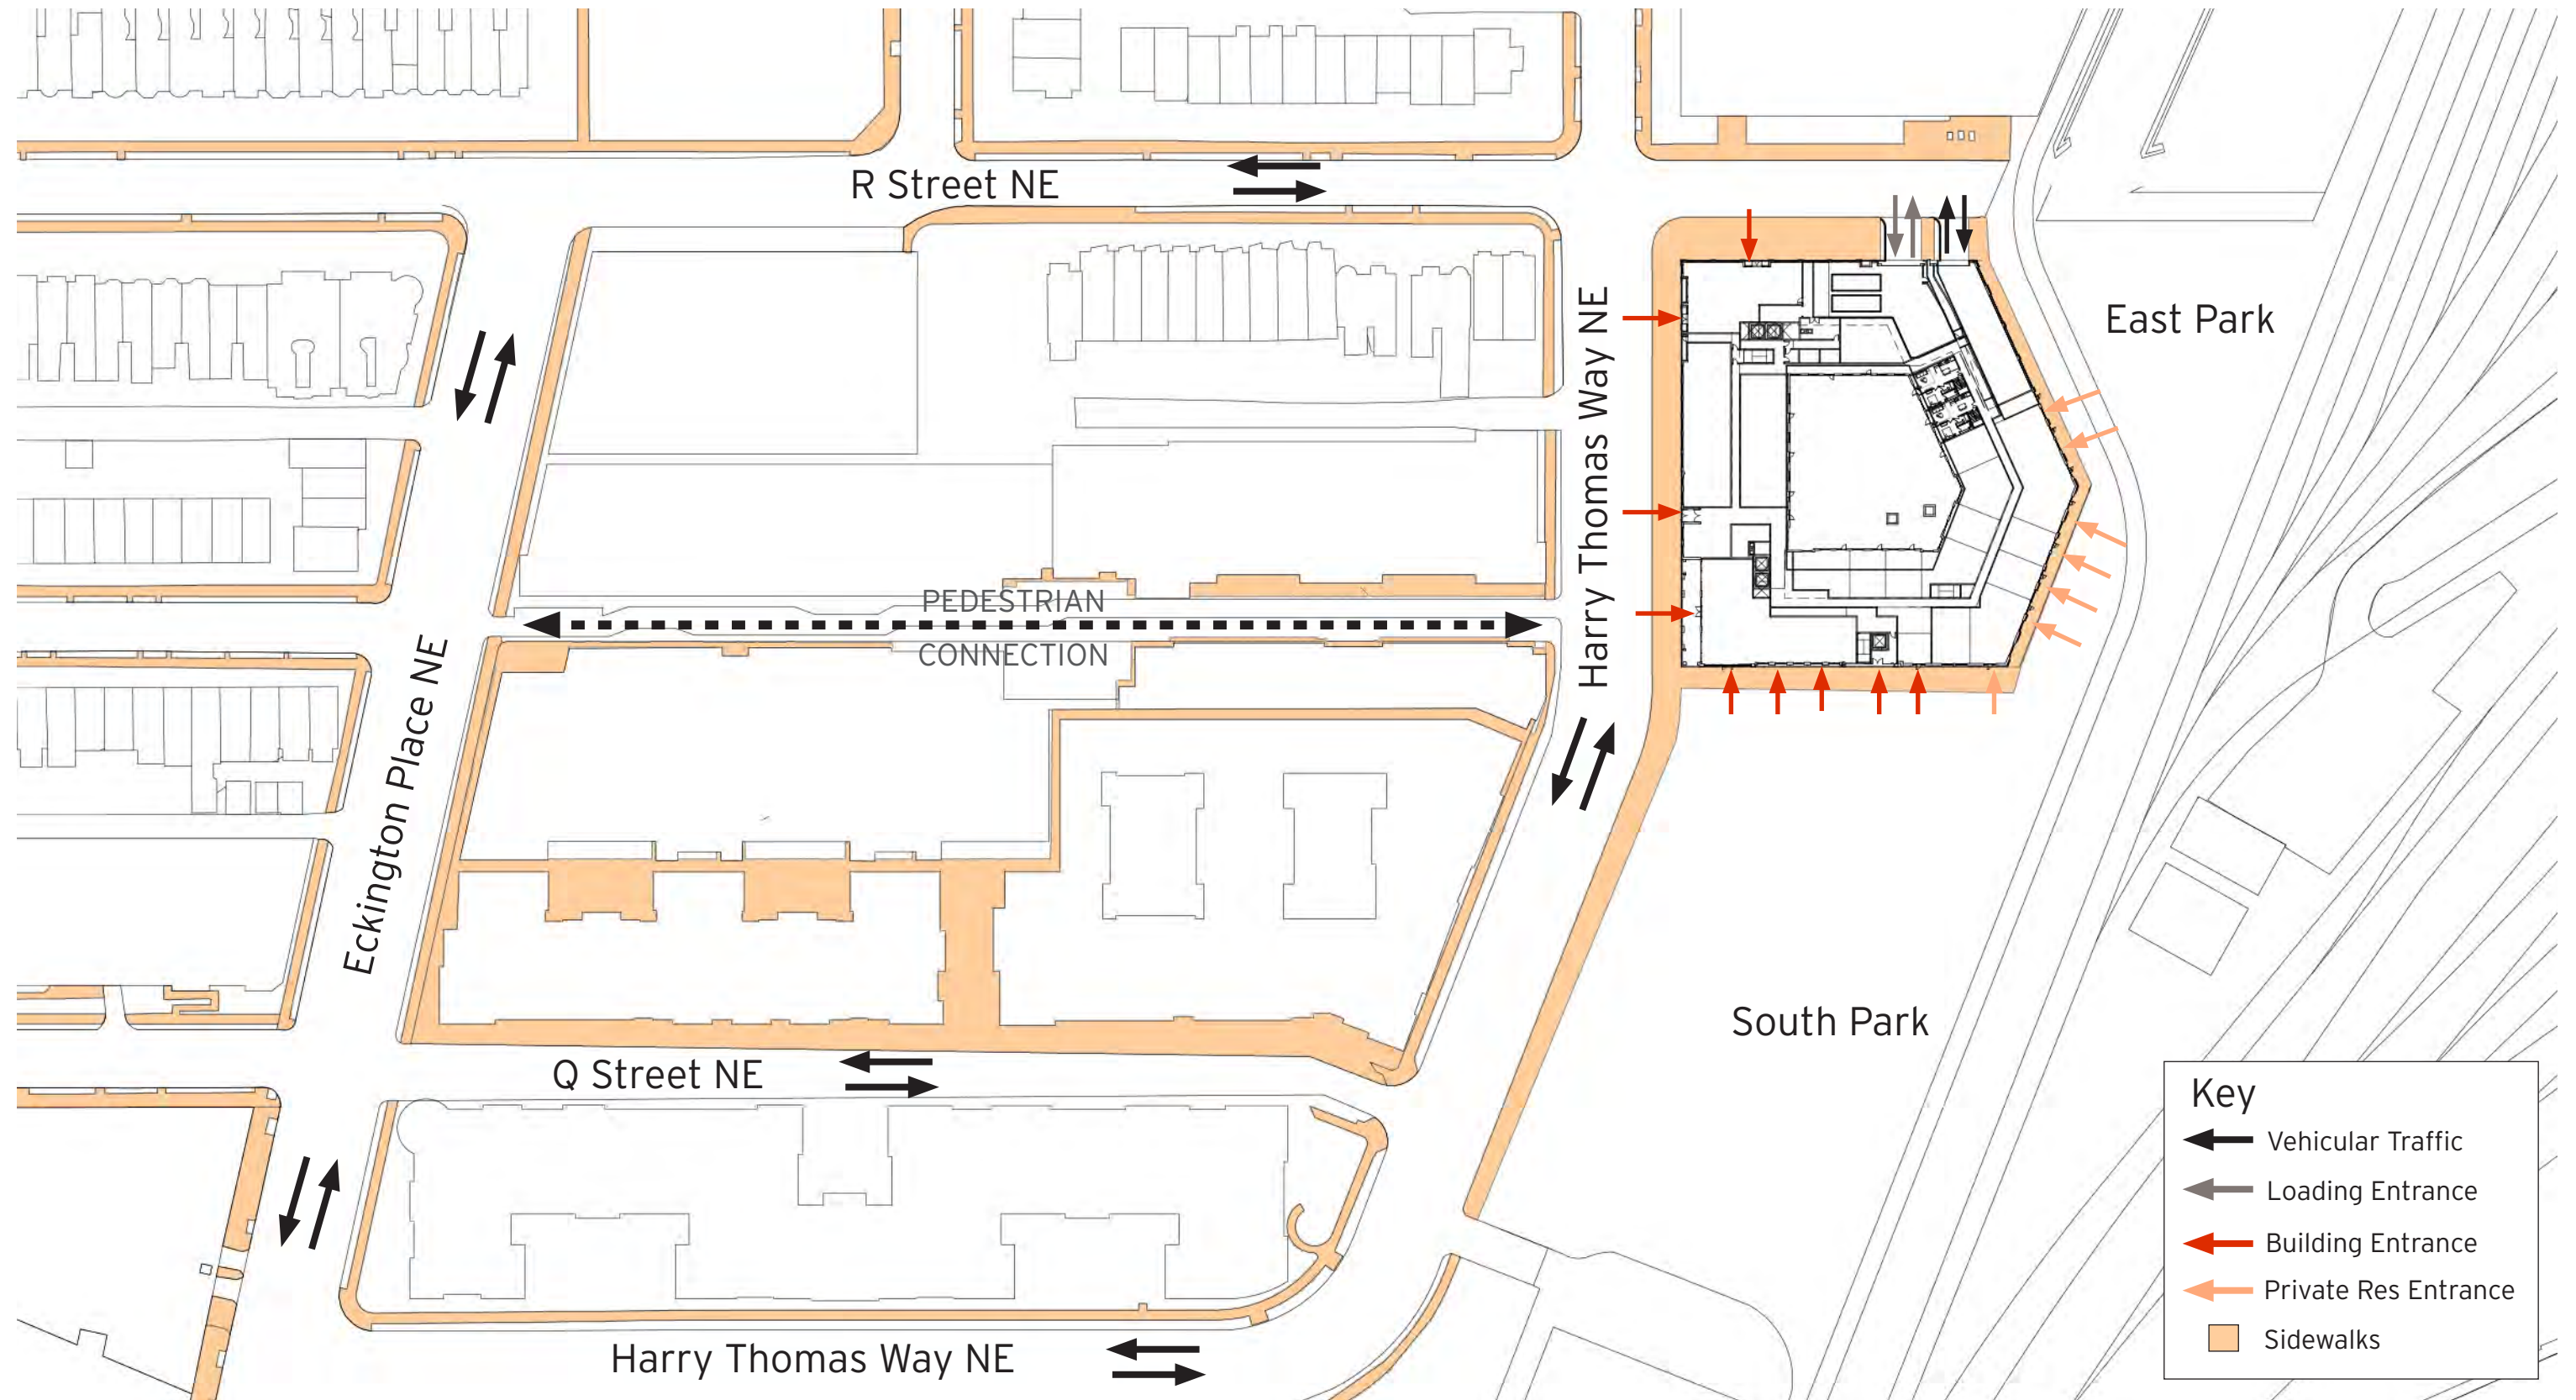 R Street NE
East Park
Harry Thomas Way NE
PEDESTRIAN
CONNECTION
Eckington Place NE
South Park
Q Street NE
Harry Thomas Way NE
Key
Vehicular Traffic
Loading Entrance
Building Entrance
Private Res Entrance
Sidewalks